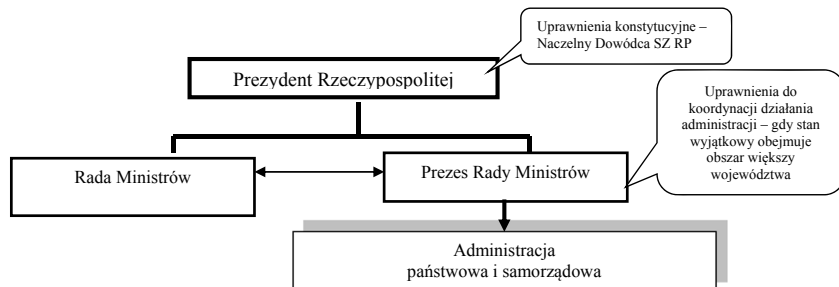 Uprawnienia konstytucyjne –
Naczelny Dowódca SZ RP
Prezydent Rzeczypospolitej
Uprawnienia do
koordynacji działania
administracji – gdy stan
wyjątkowy obejmuje
obszar większy
województwa
Rada Ministrów
Prezes Rady Ministrów
Administracja
państwowa i samorządowa